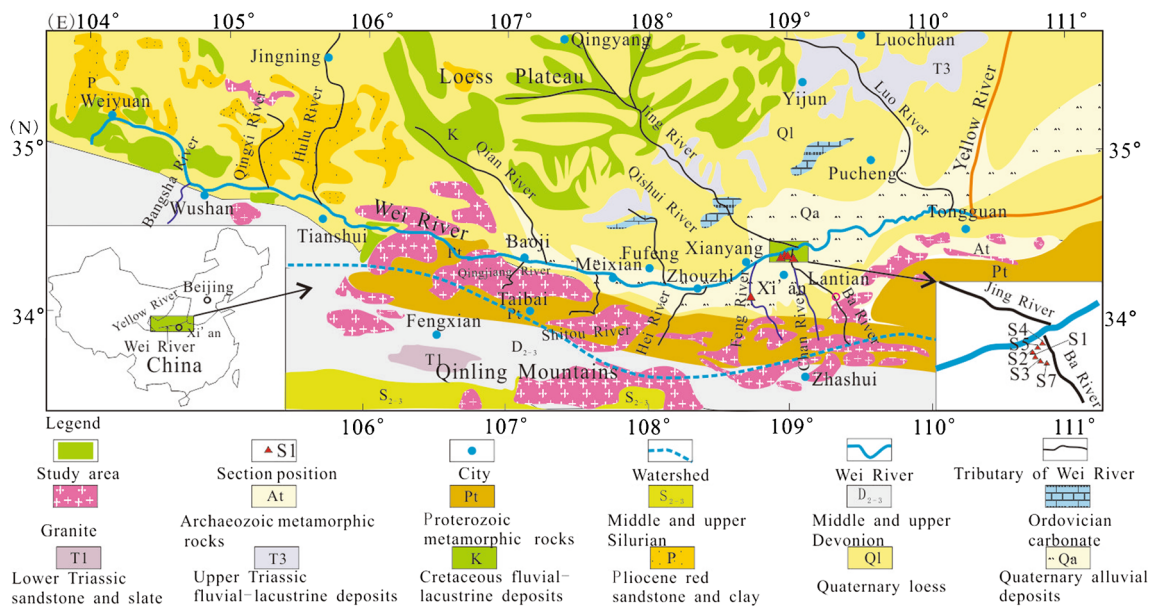 (E) 104° 105° 106° 107° 108° 109° 110° 111°
Jingning
Qingyang
Luochuan
P
Loess Plateau
T3
Weiyuan
Yijun
Luo River
Yellow River
(N)
35°
35°
Qingxi River
Hulu River
K
Jing River
Ql
Bangsha River
Qian River
Pucheng
Qishui River
Wushan
Wei River
Qa
Tongguan
Tianshui
Baoji
Fufeng
Xianyang
At
Pt
Pt
Qingjiang River
Meixian
Zhouzhi
Xi' an
Lantian
Beijing
Yellow River
Xi' an
Wei River
China
34°
34°
Taibai
Pt
Fengxian
Shitou River
Hei River
Feng River
Ba River
D₂₋₃
T1
Qinling Mountains
Zhashui
S₂₋₃
S₂₋₃
Jing River
S4
S5
S2
S3
S1
S7
Ba River
106° 107° 108° 109° 110° 111°
Legend
S1
Study area
Section position
City
Watershed
Wei River
Tributary of Wei River
At
Pt
S₂₋₃
D₂₋₃
Granite
Archaeozoic metamorphic
rocks
Proterozoic
metamorphic rocks
Middle and upper
Silurian
Middle and upper
Devonion
Ordovician
carbonate
T1
T3
K
P
Ql
Qa
Lower Triassic
sandstone and slate
Upper Triassic
fluvial-lacustrine deposits
Cretaceous fluvial-
lacustrine deposits
Pliocene red
sandstone and clay
Quaternary loess
Quaternary alluvial
deposits